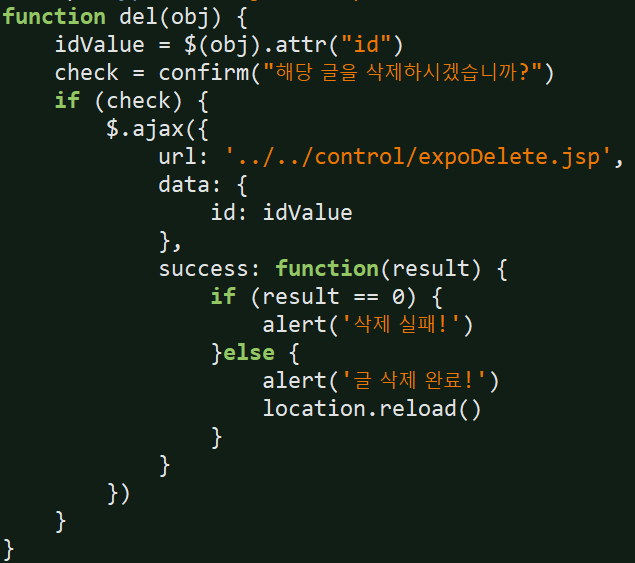 function del(obj) {
    idValue = $(obj).attr("id")
    check = confirm("해당 글을 삭제하시겠습니까?")
    if (check) {
        $.ajax({
            url: '../../control/expoDelete.jsp',
            data: {
                id: idValue
            },
            success: function(result) {
                if (result == 0) {
                    alert('삭제 실패!')
                }else {
                    alert('글 삭제 완료!')
                    location.reload()
                }
            }
        })
    }
}